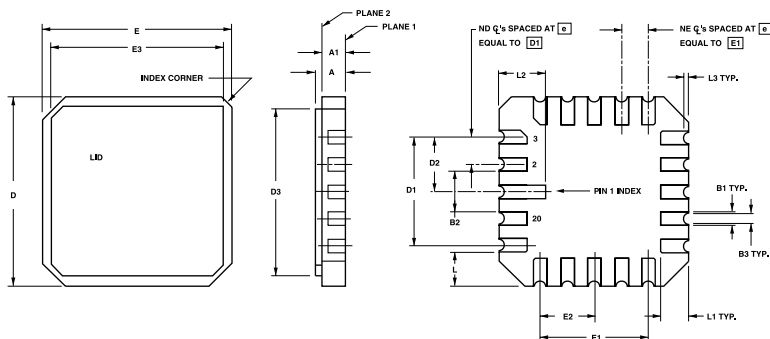 PLANE 2
PLANE 1
E
E3
A1
A
INDEX CORNER
LID
D
D3
ND ℄'s SPACED AT e
EQUAL TO D1
NE ℄'s SPACED AT e
EQUAL TO E1
L2
L3 TYP.
3
2
D2
D1
PIN 1 INDEX
B2
20
B1 TYP.
B3 TYP.
L
E2
L1 TYP.
E1